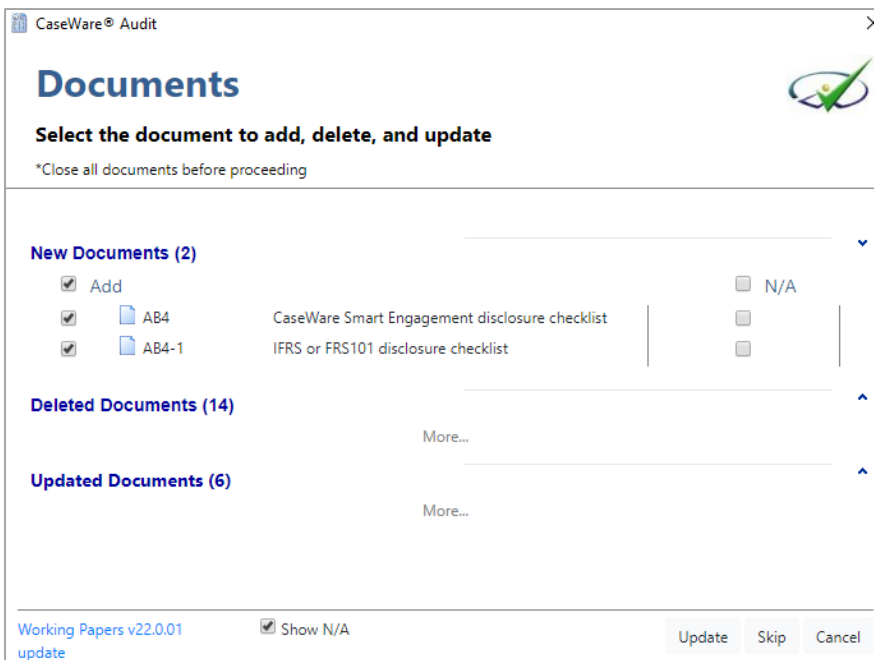 CaseWare® Audit
Documents
Select the document to add, delete, and update
*Close all documents before proceeding
New Documents (2)
Add N/A
AB4 CaseWare Smart Engagement disclosure checklist
AB4-1 IFRS or FRS101 disclosure checklist
Deleted Documents (14)
More...
Updated Documents (6)
More...
Working Papers v22.0.01
update
Show N/A
Update Skip Cancel